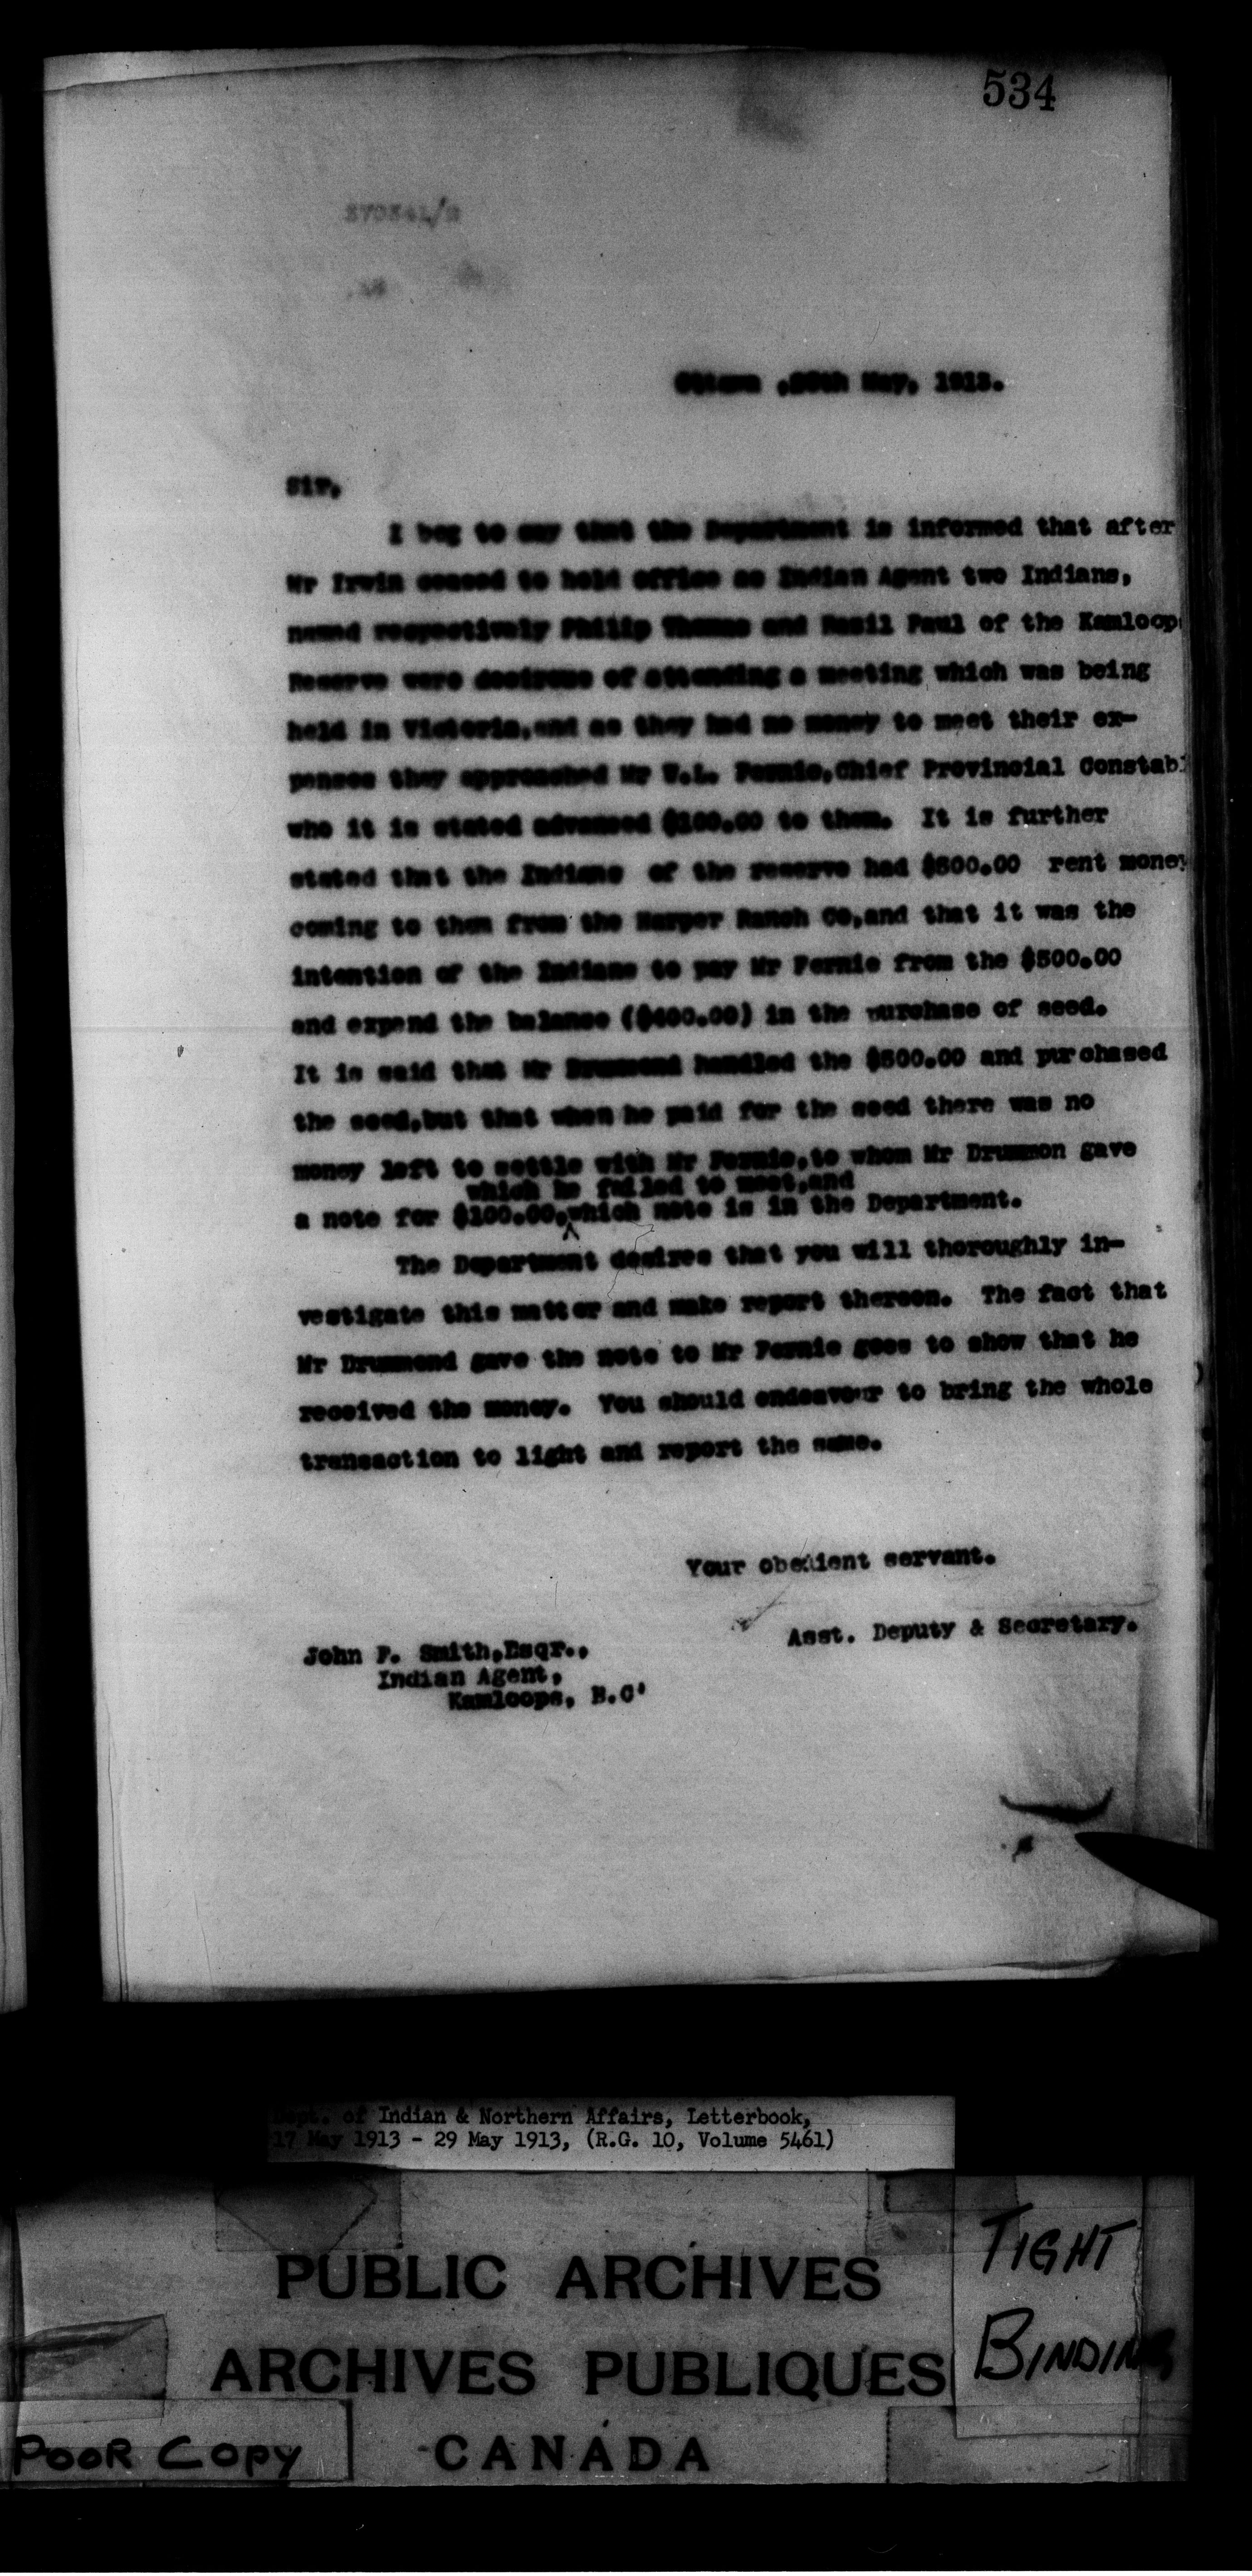 534
Ottawa , May, 1913.
Sir,
I beg to say that the Department is informed that after
Mr Irwin ceased to hold office as Indian Agent two Indians,
named respectively Philip Thomas and Basil Paul of the Kamloops
Reserve were desirous of attending a meeting which was being
held in Victoria,and as they had no money to meet their ex-
penses they approached Mr W.L. Fernie,Chief Provincial Constabl
who it is stated advanced $100.00 to them. It is further
stated that the Indians of the reserve had $500.00 rent money
coming to them from the Harper Ranch Co,and that it was the
intention of the Indians to pay Mr Fernie from the $500.00
and expend the balance ($400.00) in the purchase of seed.
It is said that Mr Drummond handled the $500.00 and purchased
the seed,but that when he paid for the seed there was no
money left to settle with Mr Fernie,to whom Mr Drummon gave
which he failed to meet,and
a note for $100.00,which note is in the Department.
The Department desires that you will thoroughly in-
vestigate this matter and make report thereon. The fact that
Mr Drummond gave the note to Mr Fernie goes to show that he
received the money. You should endeavour to bring the whole
transaction to light and report the same.
Your obedient servant.
Asst. Deputy & Secretary.
John F. Smith,Esqr.,
Indian Agent,
Kamloops, B.C'
Dept. of Indian & Northern Affairs, Letterbook,
17 May 1913 - 29 May 1913, (R.G. 10, Volume 5461)
PUBLIC ARCHIVES
ARCHIVES PUBLIQUES
CANADA
TIGHT
BINDING
POOR COPY